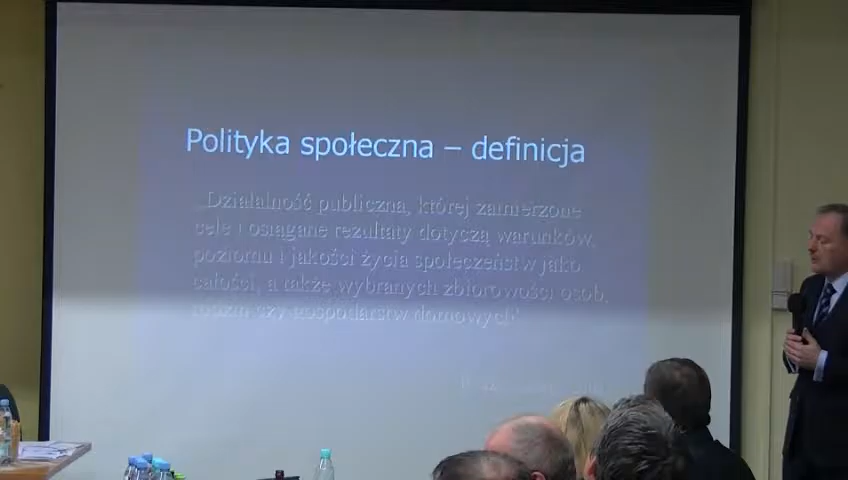 Polityka społeczna – definicja
„Działalność publiczna, której zamierzone
cele i osiągane rezultaty dotyczą warunków,
poziomu i jakości życia społeczeństw jako
całości, a także wybranych zbiorowości osób,
rodzin czy gospodarstw domowych"